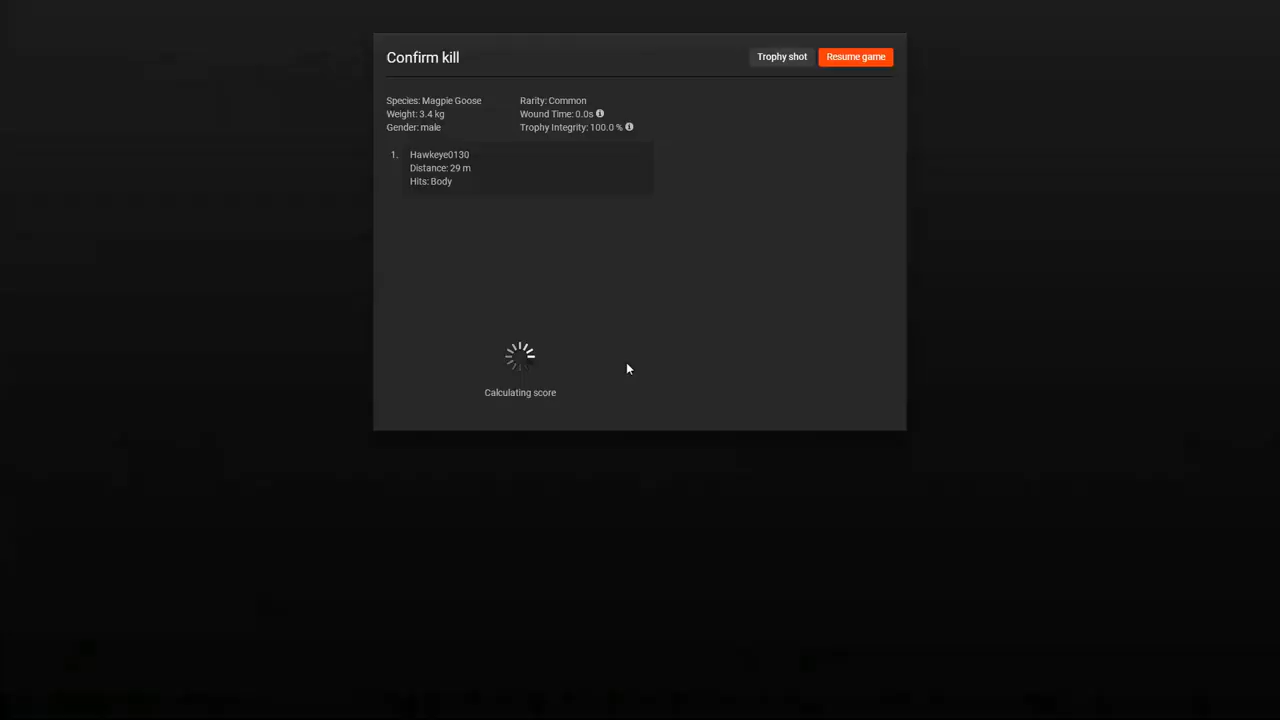 Confirm kill
Trophy shot
Resume game
Species: Magpie Goose
Rarity: Common
Weight: 3.4 kg
Wound Time: 0.0s
Gender: male
Trophy Integrity: 100.0 %
1. Hawkeye0130
Distance: 29 m
Hits: Body
Calculating score